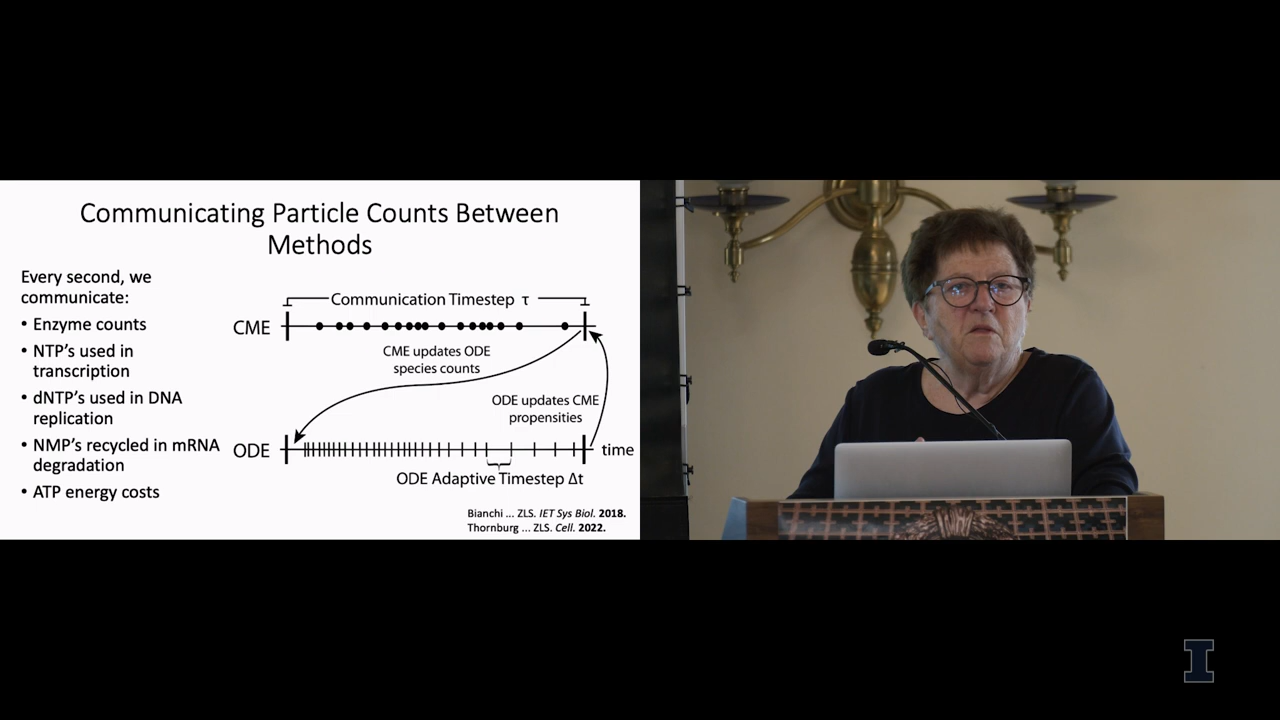 Communicating Particle Counts Between
Methods
Every second, we
communicate:
• Enzyme counts
• NTP's used in
transcription
• dNTP's used in DNA
replication
• NMP's recycled in mRNA
degradation
• ATP energy costs
Communication Timestep τ
CME
CME updates ODE
species counts
ODE updates CME
propensities
ODE
time
ODE Adaptive Timestep Δt
Bianchi ... ZLS. IET Sys Biol. 2018.
Thornburg ... ZLS. Cell. 2022.
I